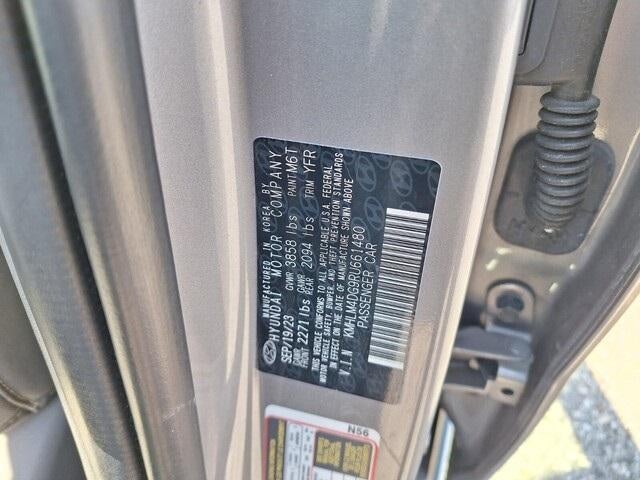 MANUFACTURED IN KOREA BY
HYUNDAI MOTOR COMPANY
SEP/19/23 GVWR 3858 lbs PAINT M6T
GAWR FRONT 2271 lbs GAWR REAR 2094 lbs TRIM YFR
THIS VEHICLE CONFORMS TO ALL APPLICABLE U.S.A. FEDERAL
MOTOR VEHICLE SAFETY, BUMPER, AND THEFT PREVENTION STANDARDS
IN EFFECT ON THE DATE OF MANUFACTURE SHOWN ABOVE
V.I.N KMHLM4DG9RU661480
PASSENGER CAR
N56